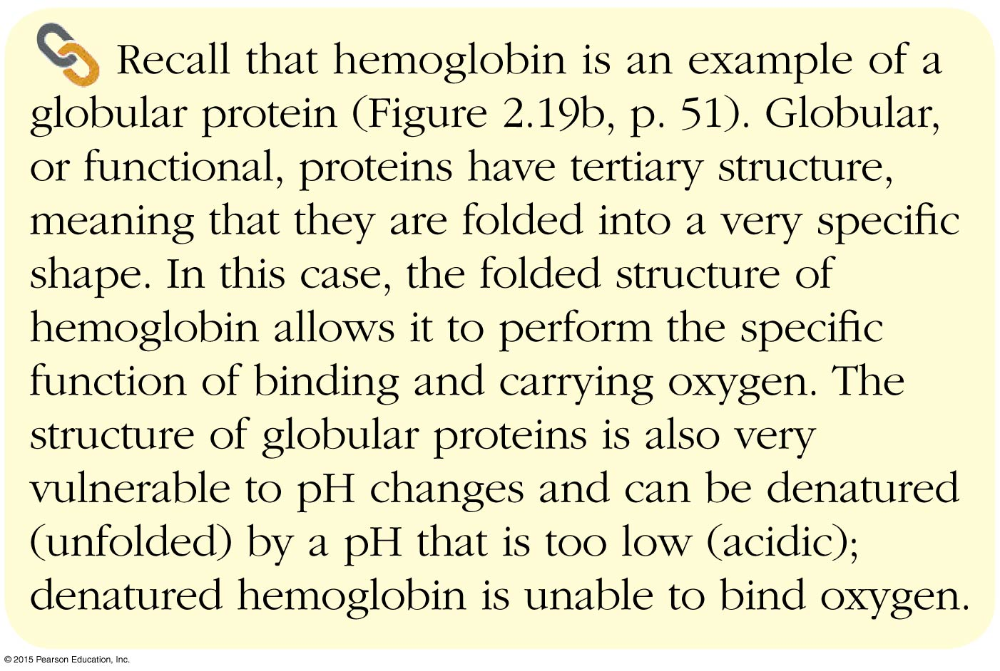 Recall that hemoglobin is an example of a
globular protein (Figure 2.19b, p. 51). Globular,
or functional, proteins have tertiary structure,
meaning that they are folded into a very specific
shape. In this case, the folded structure of
hemoglobin allows it to perform the specific
function of binding and carrying oxygen. The
structure of globular proteins is also very
vulnerable to pH changes and can be denatured
(unfolded) by a pH that is too low (acidic);
denatured hemoglobin is unable to bind oxygen.
© 2015 Pearson Education, Inc.